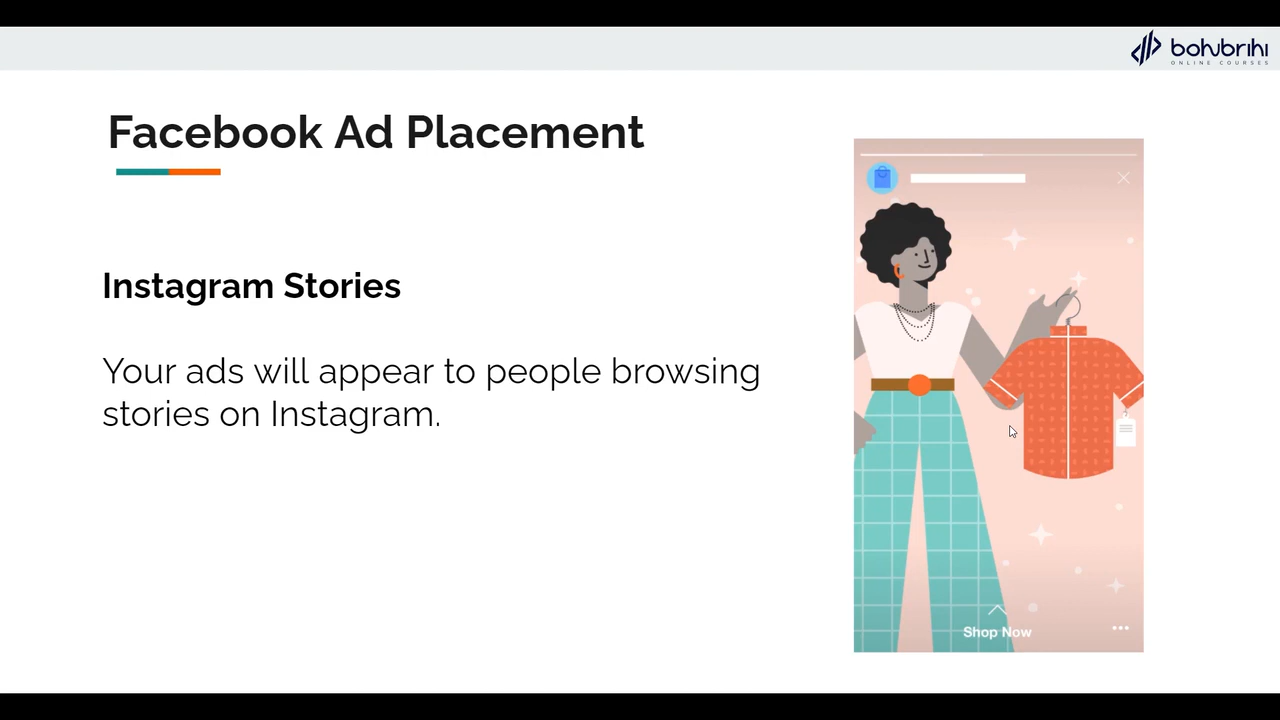 bohubrihi
ONLINE COURSES
Facebook Ad Placement
Instagram Stories
Your ads will appear to people browsing
stories on Instagram.
Shop Now